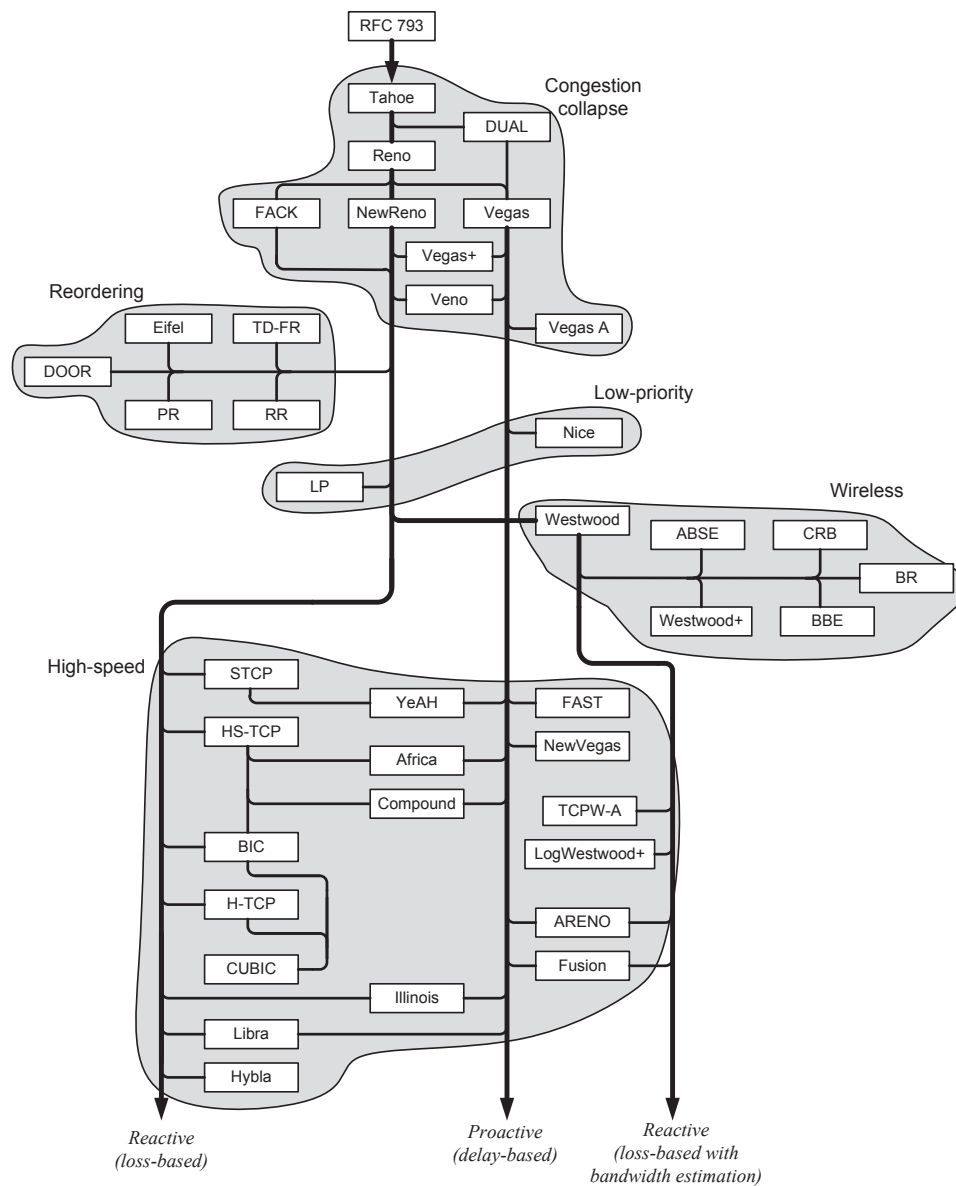 RFC 793
Congestion
collapse
Tahoe
DUAL
Reno
FACK
NewReno
Vegas
Vegas+
Veno
Vegas A
Reordering
Eifel
TD-FR
DOOR
PR
RR
Low-priority
Nice
LP
Wireless
Westwood
ABSE
CRB
BR
Westwood+
BBE
High-speed
STCP
YeAH
FAST
HS-TCP
NewVegas
Africa
Compound
TCPW-A
BIC
LogWestwood+
H-TCP
ARENO
CUBIC
Fusion
Illinois
Libra
Hybla
Reactive
(loss-based)
Proactive
(delay-based)
Reactive
(loss-based with
bandwidth estimation)